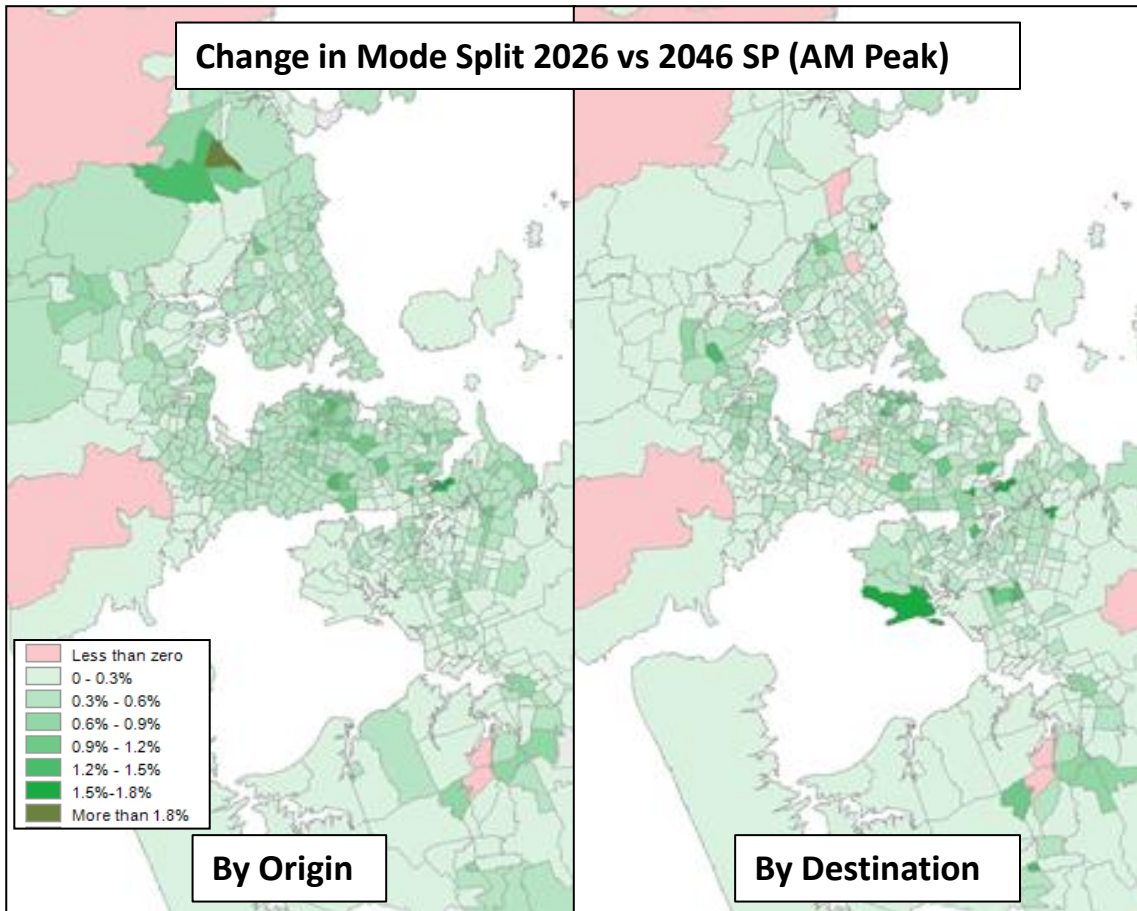 Change in Mode Split 2026 vs 2046 SP (AM Peak)
Less than zero
0 - 0.3%
0.3% - 0.6%
0.6% - 0.9%
0.9% - 1.2%
1.2% - 1.5%
1.5%-1.8%
More than 1.8%
By Origin
By Destination